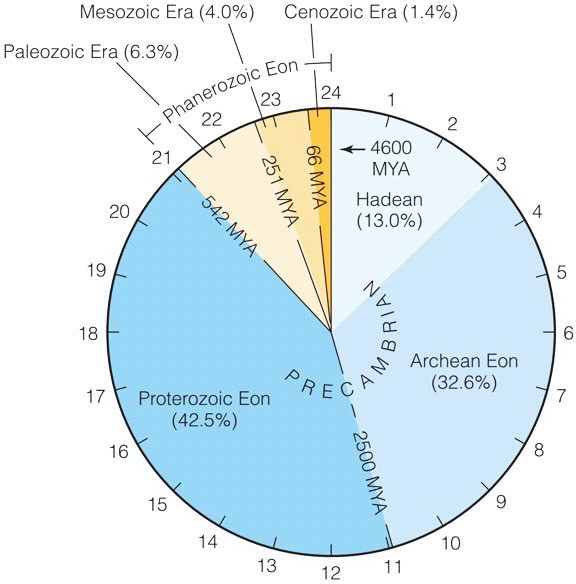 Mesozoic Era (4.0%)
Cenozoic Era (1.4%)
Paleozoic Era (6.3%)
Phanerozoic Eon
24
1
2
3
4
5
6
7
8
9
10
11
12
13
14
15
16
17
18
19
20
21
22
23
4600
MYA
Hadean
(13.0%)
66 MYA
251 MYA
542 MYA
PRECAMBRIAN
Archean Eon
(32.6%)
Proterozoic Eon
(42.5%)
2500 MYA